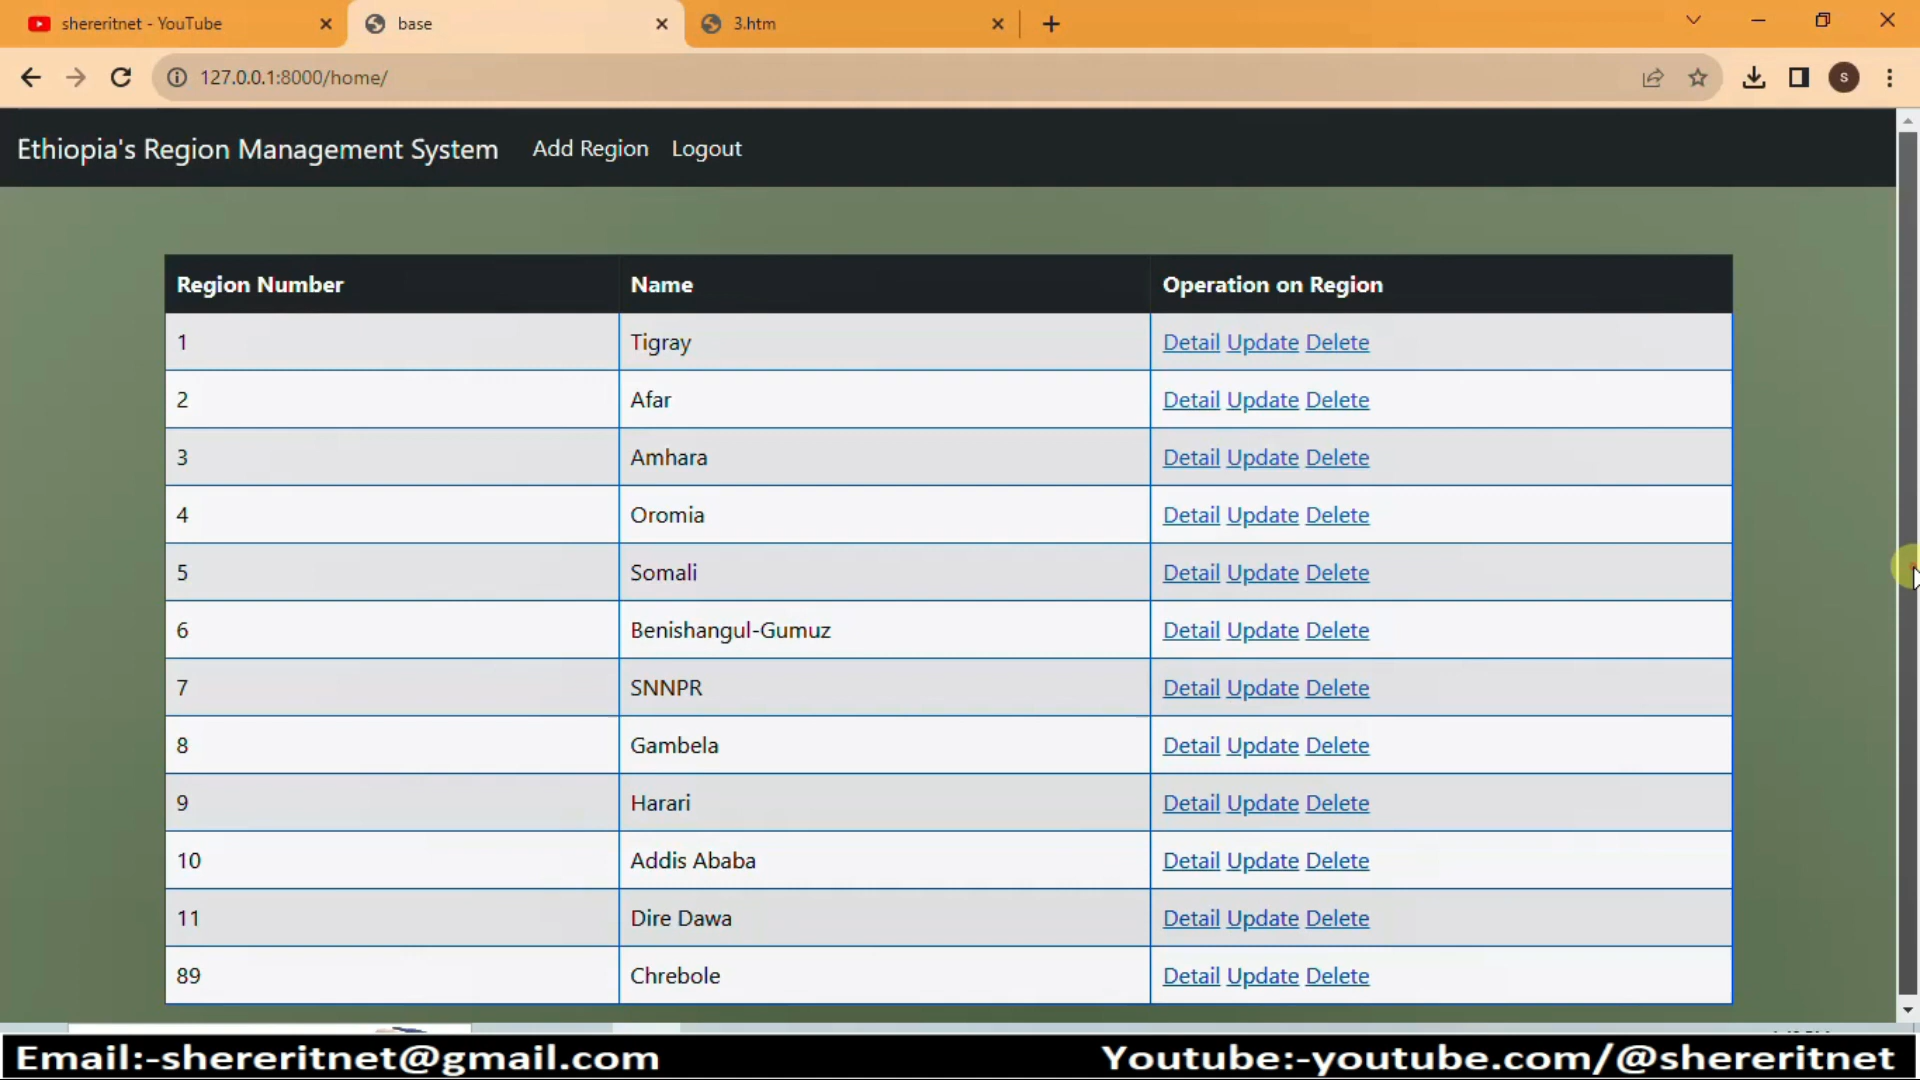 shereritnet - YouTube
base
3.htm
127.0.0.1:8000/home/
S
Ethiopia's Region Management System Add Region Logout
Region Number Name Operation on Region
1 Tigray Detail Update Delete
2 Afar Detail Update Delete
3 Amhara Detail Update Delete
4 Oromia Detail Update Delete
5 Somali Detail Update Delete
6 Benishangul-Gumuz Detail Update Delete
7 SNNPR Detail Update Delete
8 Gambela Detail Update Delete
9 Harari Detail Update Delete
10 Addis Ababa Detail Update Delete
11 Dire Dawa Detail Update Delete
89 Chrebole Detail Update Delete
Email:-shereritnet@gmail.com Youtube:-youtube.com/@shereritnet